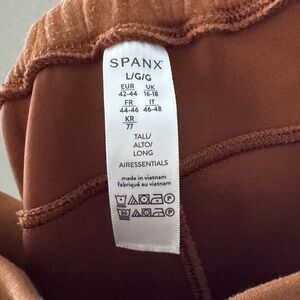 SPANX
L/G/G
EUR UK
42-44 16-18
FR IT
44-46 46-48
KR
77
TALL/
ALTO/
LONG
AIRESSENTIALS
made in vietnam
fabriqué au vietnam